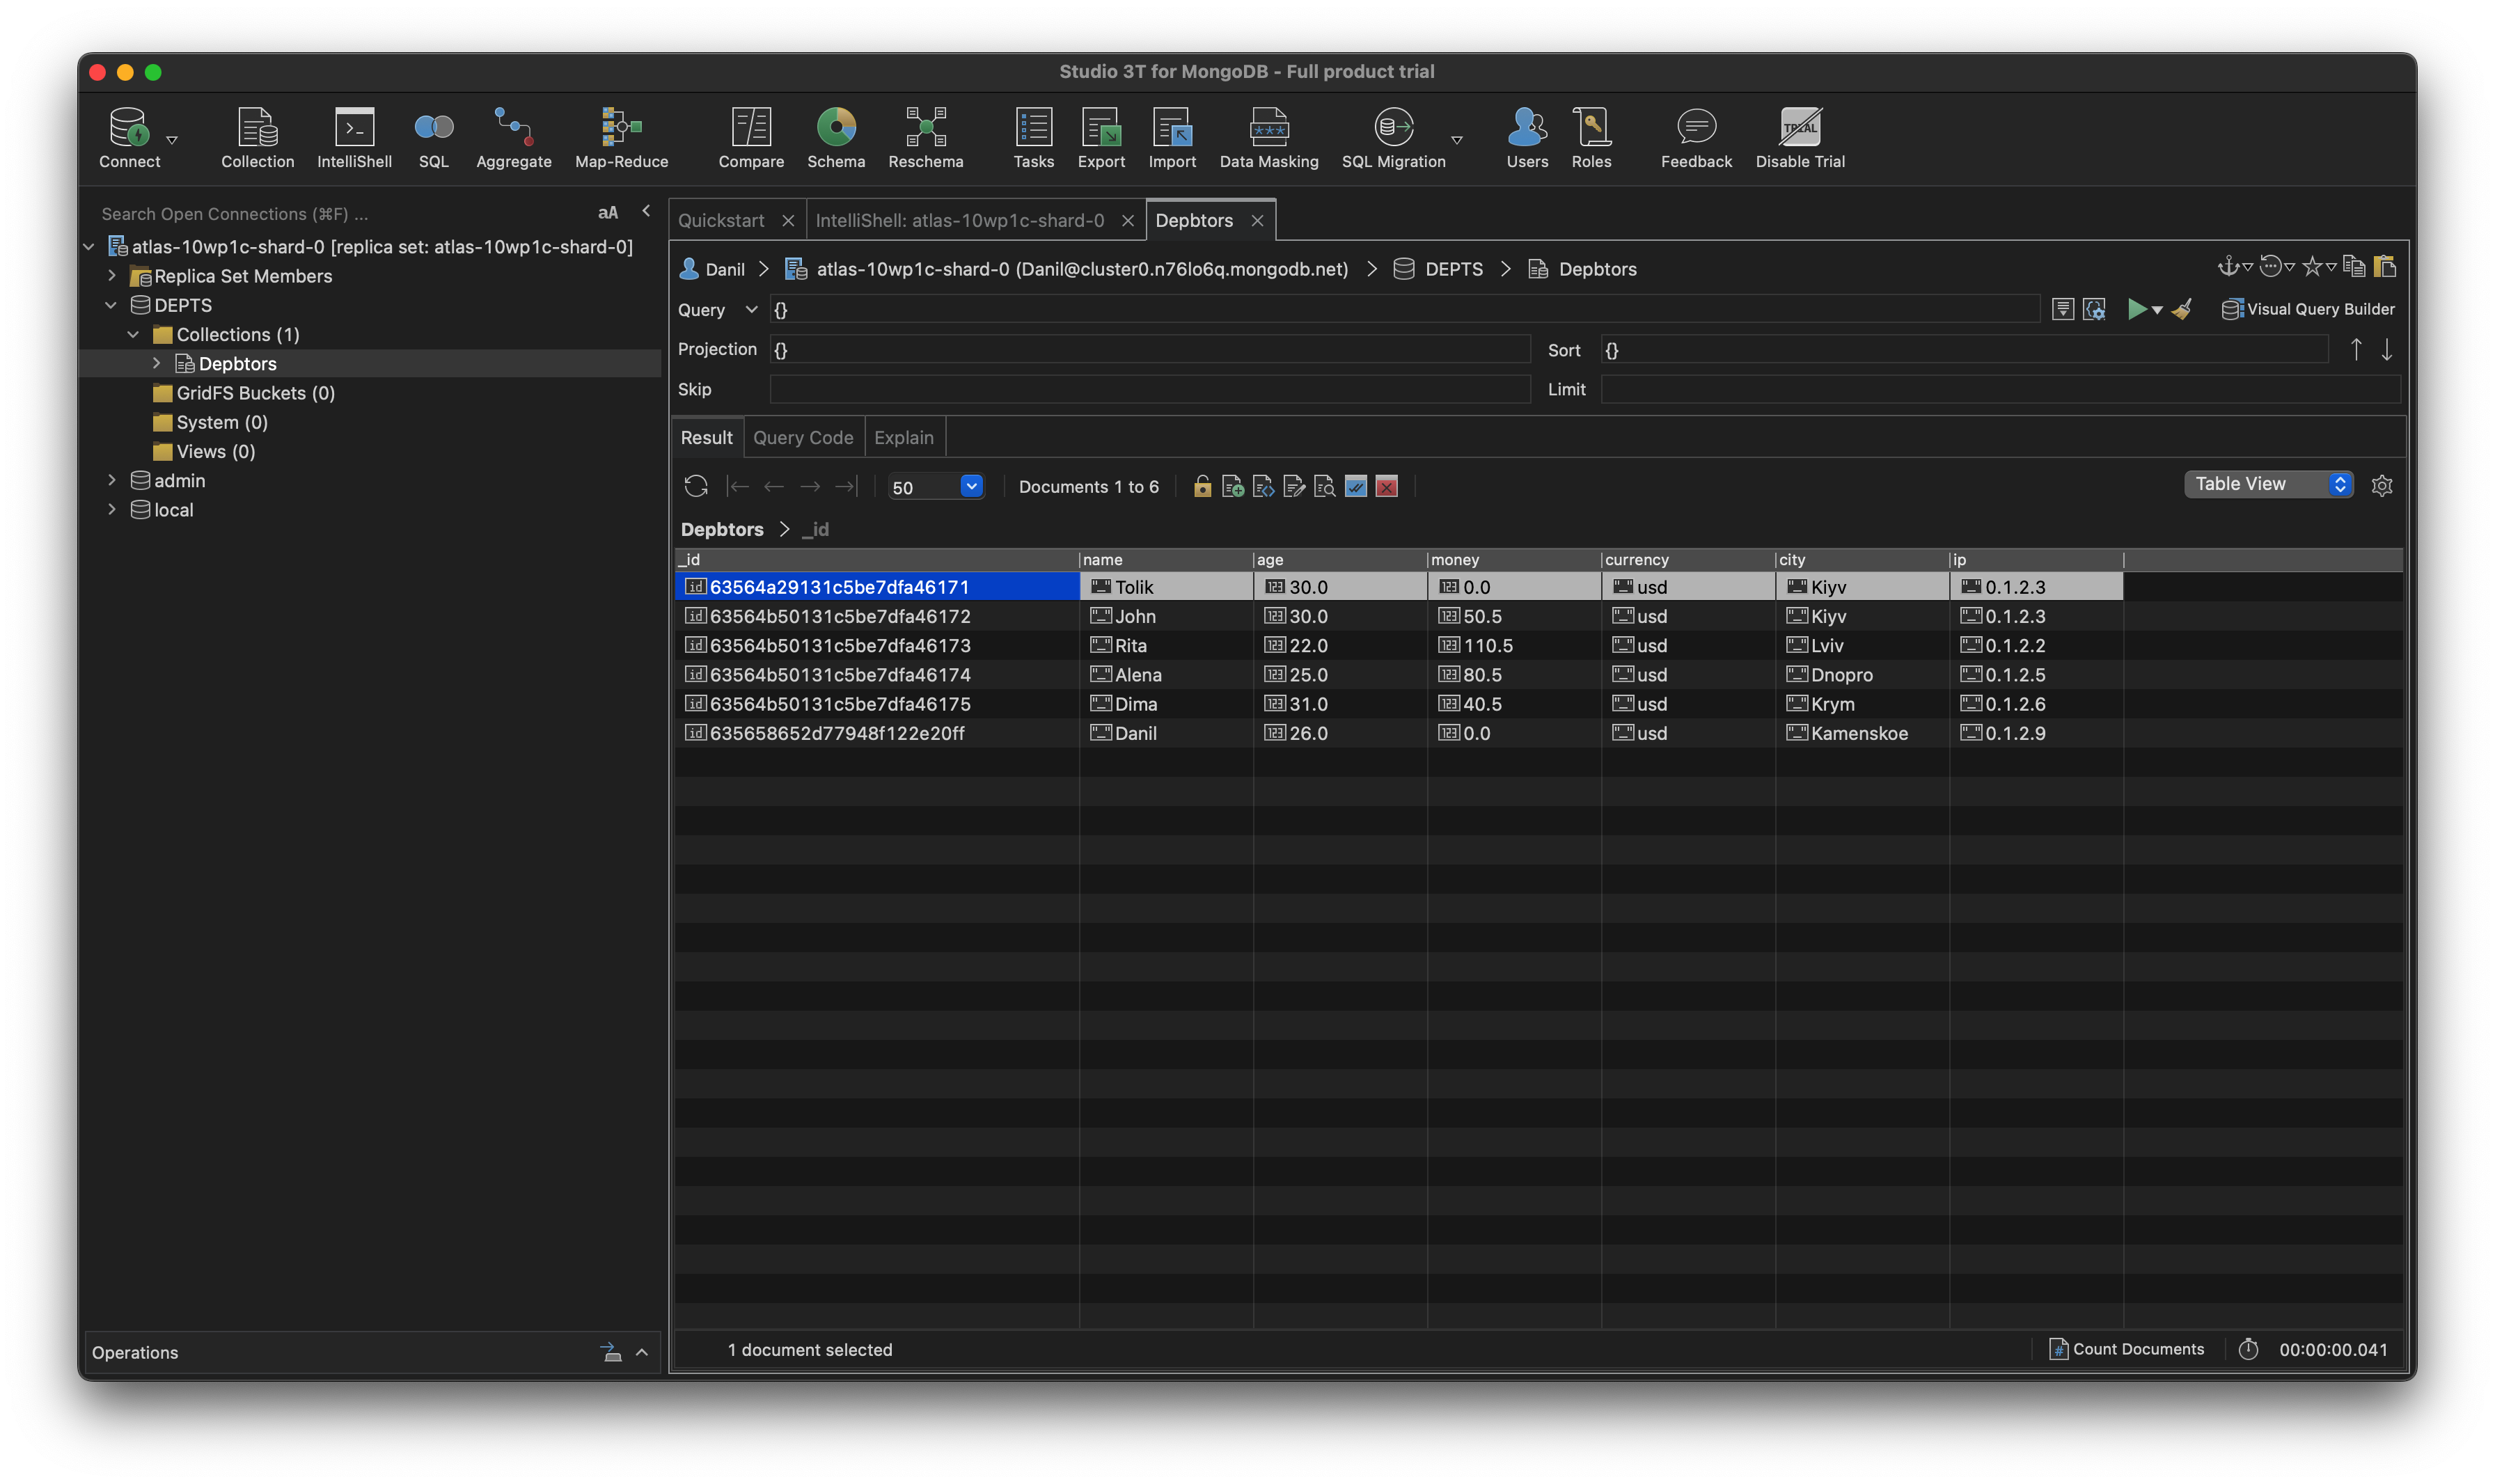 Studio 3T for MongoDB - Full product trial
Connect Collection IntelliShell SQL Aggregate Map-Reduce Compare Schema Reschema Tasks Export Import Data Masking SQL Migration Users Roles Feedback TRIAL Disable Trial
Search Open Connections (⌘F) ... aA
atlas-10wp1c-shard-0 [replica set: atlas-10wp1c-shard-0]
Replica Set Members
DEPTS
Collections (1)
Depbtors
GridFS Buckets (0)
System (0)
Views (0)
admin
local
Operations
Quickstart IntelliShell: atlas-10wp1c-shard-0 Depbtors
Danil > atlas-10wp1c-shard-0 (Danil@cluster0.n76lo6q.mongodb.net) > DEPTS > Depbtors
Query {} Visual Query Builder
Projection {} Sort {}
Skip Limit
Result Query Code Explain
50 Documents 1 to 6 Table View
Depbtors > _id
_id name age money currency city ip
63564a29131c5be7dfa46171 Tolik 30.0 0.0 usd Kiyv 0.1.2.3
63564b50131c5be7dfa46172 John 30.0 50.5 usd Kiyv 0.1.2.3
63564b50131c5be7dfa46173 Rita 22.0 110.5 usd Lviv 0.1.2.2
63564b50131c5be7dfa46174 Alena 25.0 80.5 usd Dnopro 0.1.2.5
63564b50131c5be7dfa46175 Dima 31.0 40.5 usd Krym 0.1.2.6
635658652d77948f122e20ff Danil 26.0 0.0 usd Kamenskoe 0.1.2.9
1 document selected Count Documents 00:00:00.041